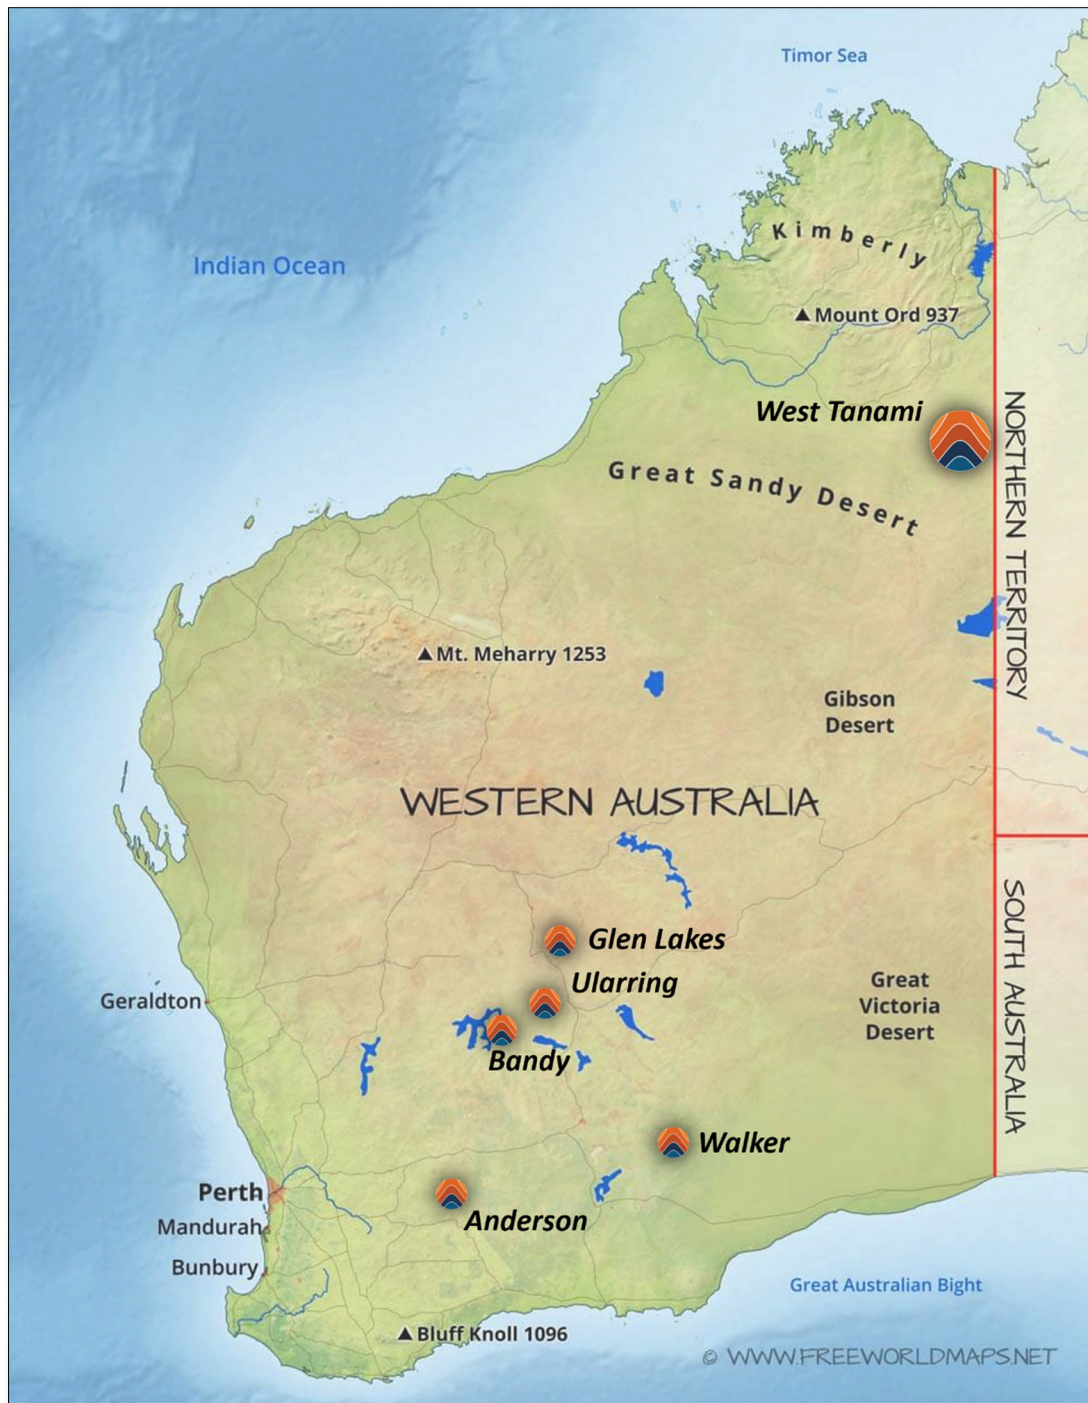 Timor Sea
Kimberly
Indian Ocean
Mount Ord 937
West Tanami
NORTHERN TERRITORY
Great Sandy Desert
Mt. Meharry 1253
Gibson
Desert
WESTERN AUSTRALIA
SOUTH AUSTRALIA
Glen Lakes
Ularring
Great
Victoria
Desert
Geraldton
Bandy
Walker
Perth
Anderson
Mandurah
Bunbury
Great Australian Bight
Bluff Knoll 1096
© WWW.FREEWORLDMAPS.NET